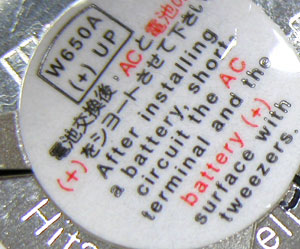 W650A
(+) UP
電池交換後・ACと電池の
(+)をショートさせて下さい
After installing
a battery, short
circuit the AC
terminal and the
battery (+)
surface with
tweezers